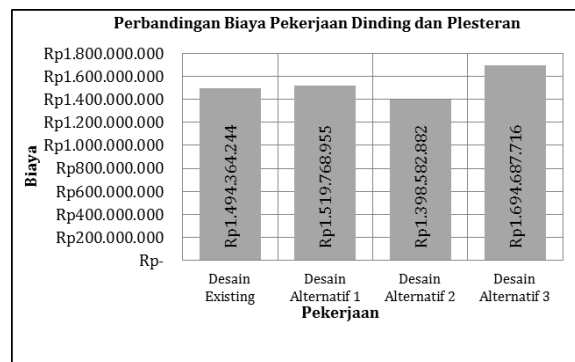 Perbandingan Biaya Pekerjaan Dinding dan Plesteran
Rp1.800.000.000
Rp1.600.000.000
Rp1.400.000.000
Rp1.200.000.000
Rp1.000.000.000
Rp800.000.000
Rp600.000.000
Rp400.000.000
Rp200.000.000
Rp-
Biaya
Rp1.494.364.244
Rp1.519.768.955
Rp1.398.582.882
Rp1.694.687.716
Desain
Existing
Desain
Alternatif 1
Desain
Alternatif 2
Desain
Alternatif 3
Pekerjaan